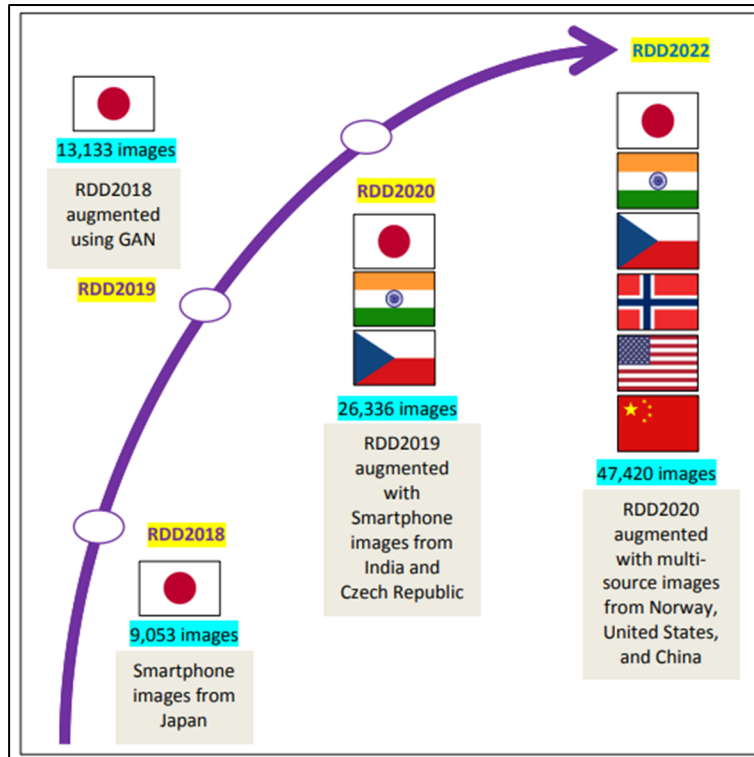 RDD2022
13,133 images
RDD2018
augmented
using GAN
RDD2019
RDD2020
26,336 images
RDD2019
augmented
with
Smartphone
images from
India and
Czech Republic
RDD2018
9,053 images
Smartphone
images from
Japan
47,420 images
RDD2020
augmented
with multi-
source images
from Norway,
United States,
and China